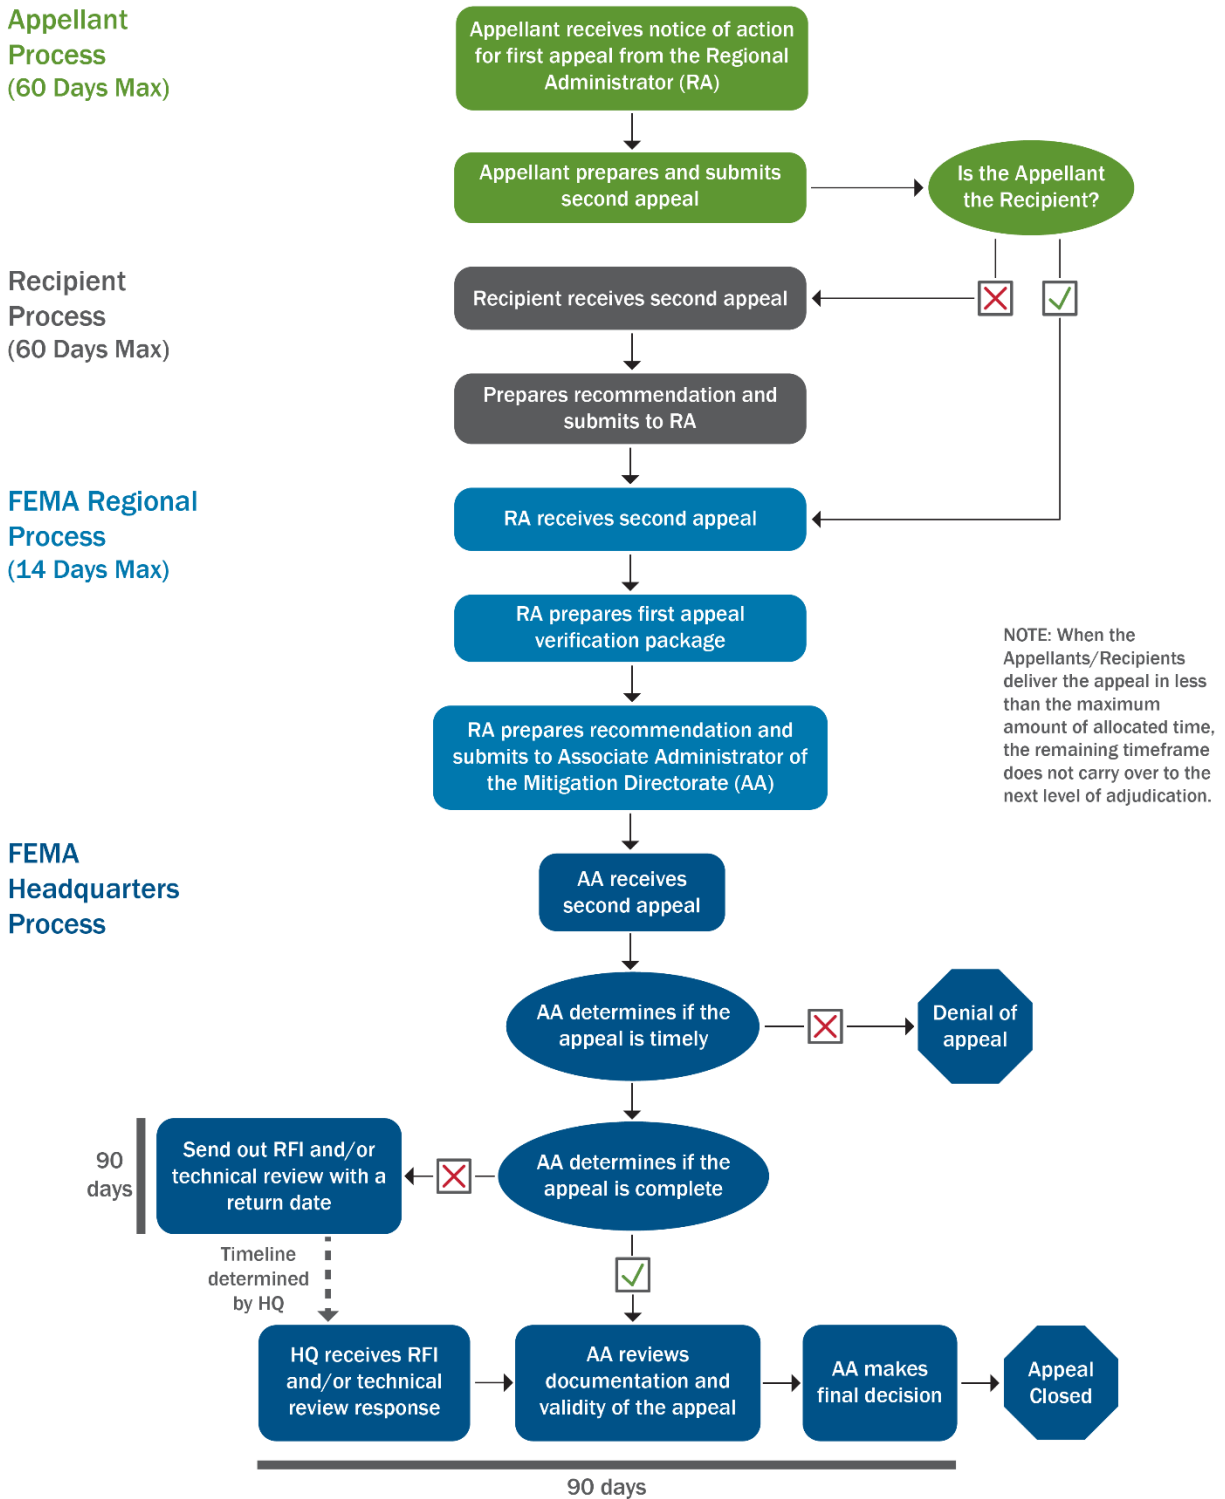 Appellant
Process
(60 Days Max)
Appellant receives notice of action
for first appeal from the Regional
Administrator (RA)
Appellant prepares and submits
second appeal
Is the Appellant
the Recipient?
Recipient
Process
(60 Days Max)
Recipient receives second appeal
Prepares recommendation and
submits to RA
FEMA Regional
Process
(14 Days Max)
RA receives second appeal
RA prepares first appeal
verification package
NOTE: When the
Appellants/Recipients
deliver the appeal in less
than the maximum
amount of allocated time,
the remaining timeframe
does not carry over to the
next level of adjudication.
RA prepares recommendation and
submits to Associate Administrator of
the Mitigation Directorate (AA)
FEMA
Headquarters
Process
AA receives
second appeal
AA determines if the
appeal is timely
Denial of
appeal
AA determines if the
appeal is complete
Send out RFI and/or
technical review with a
return date
90
days
Timeline
determined
by HQ
HQ receives RFI
and/or technical
review response
AA reviews
documentation and
validity of the appeal
AA makes
final decision
Appeal
Closed
90 days